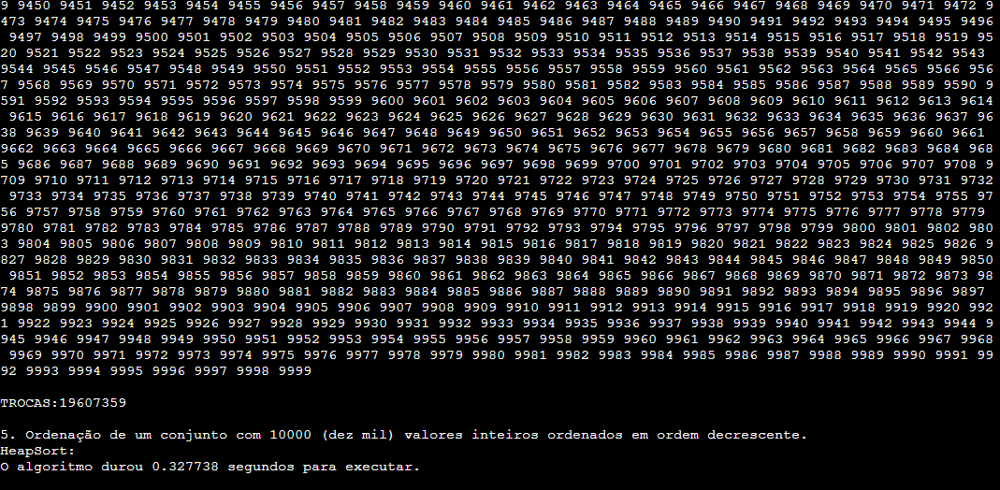 9 9450 9451 9452 9453 9454 9455 9456 9457 9458 9459 9460 9461 9462 9463 9464 9465 9466 9467 9468 9469 9470 9471 9472 9
473 9474 9475 9476 9477 9478 9479 9480 9481 9482 9483 9484 9485 9486 9487 9488 9489 9490 9491 9492 9493 9494 9495 9496
9497 9498 9499 9500 9501 9502 9503 9504 9505 9506 9507 9508 9509 9510 9511 9512 9513 9514 9515 9516 9517 9518 9519 95
20 9521 9522 9523 9524 9525 9526 9527 9528 9529 9530 9531 9532 9533 9534 9535 9536 9537 9538 9539 9540 9541 9542 9543
9544 9545 9546 9547 9548 9549 9550 9551 9552 9553 9554 9555 9556 9557 9558 9559 9560 9561 9562 9563 9564 9565 9566 956
7 9568 9569 9570 9571 9572 9573 9574 9575 9576 9577 9578 9579 9580 9581 9582 9583 9584 9585 9586 9587 9588 9589 9590 9
591 9592 9593 9594 9595 9596 9597 9598 9599 9600 9601 9602 9603 9604 9605 9606 9607 9608 9609 9610 9611 9612 9613 9614
9615 9616 9617 9618 9619 9620 9621 9622 9623 9624 9625 9626 9627 9628 9629 9630 9631 9632 9633 9634 9635 9636 9637 96
38 9639 9640 9641 9642 9643 9644 9645 9646 9647 9648 9649 9650 9651 9652 9653 9654 9655 9656 9657 9658 9659 9660 9661
9662 9663 9664 9665 9666 9667 9668 9669 9670 9671 9672 9673 9674 9675 9676 9677 9678 9679 9680 9681 9682 9683 9684 968
5 9686 9687 9688 9689 9690 9691 9692 9693 9694 9695 9696 9697 9698 9699 9700 9701 9702 9703 9704 9705 9706 9707 9708 9
709 9710 9711 9712 9713 9714 9715 9716 9717 9718 9719 9720 9721 9722 9723 9724 9725 9726 9727 9728 9729 9730 9731 9732
9733 9734 9735 9736 9737 9738 9739 9740 9741 9742 9743 9744 9745 9746 9747 9748 9749 9750 9751 9752 9753 9754 9755 97
56 9757 9758 9759 9760 9761 9762 9763 9764 9765 9766 9767 9768 9769 9770 9771 9772 9773 9774 9775 9776 9777 9778 9779
9780 9781 9782 9783 9784 9785 9786 9787 9788 9789 9790 9791 9792 9793 9794 9795 9796 9797 9798 9799 9800 9801 9802 980
3 9804 9805 9806 9807 9808 9809 9810 9811 9812 9813 9814 9815 9816 9817 9818 9819 9820 9821 9822 9823 9824 9825 9826 9
827 9828 9829 9830 9831 9832 9833 9834 9835 9836 9837 9838 9839 9840 9841 9842 9843 9844 9845 9846 9847 9848 9849 9850
9851 9852 9853 9854 9855 9856 9857 9858 9859 9860 9861 9862 9863 9864 9865 9866 9867 9868 9869 9870 9871 9872 9873 98
74 9875 9876 9877 9878 9879 9880 9881 9882 9883 9884 9885 9886 9887 9888 9889 9890 9891 9892 9893 9894 9895 9896 9897
9898 9899 9900 9901 9902 9903 9904 9905 9906 9907 9908 9909 9910 9911 9912 9913 9914 9915 9916 9917 9918 9919 9920 992
1 9922 9923 9924 9925 9926 9927 9928 9929 9930 9931 9932 9933 9934 9935 9936 9937 9938 9939 9940 9941 9942 9943 9944 9
945 9946 9947 9948 9949 9950 9951 9952 9953 9954 9955 9956 9957 9958 9959 9960 9961 9962 9963 9964 9965 9966 9967 9968
9969 9970 9971 9972 9973 9974 9975 9976 9977 9978 9979 9980 9981 9982 9983 9984 9985 9986 9987 9988 9989 9990 9991 99
92 9993 9994 9995 9996 9997 9998 9999
TROCAS:19607359
5. Ordenação de um conjunto com 10000 (dez mil) valores inteiros ordenados em ordem decrescente.
HeapSort:
O algoritmo durou 0.327738 segundos para executar.